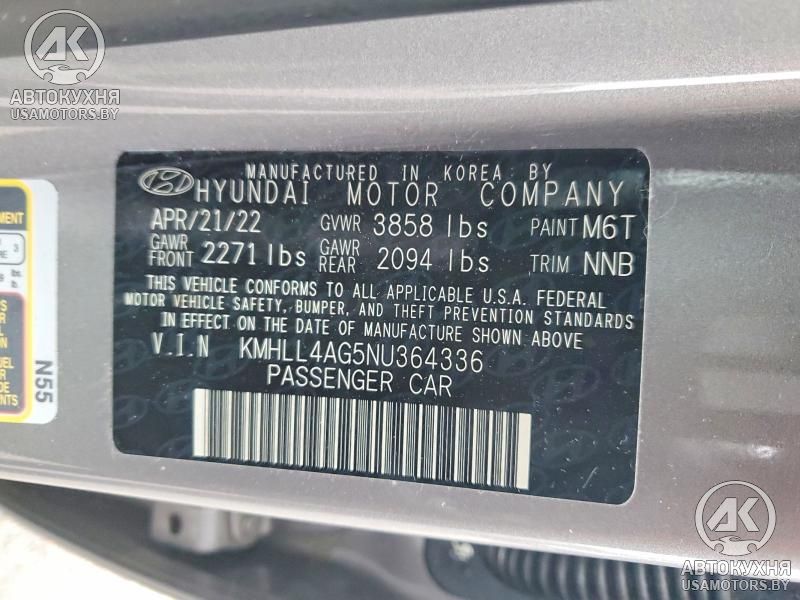 AK
АВТОКУХНЯ
USAMOTORS.BY
MANUFACTURED IN KOREA BY
HYUNDAI MOTOR COMPANY
APR/21/22 GVWR 3858 lbs PAINT M6T
GAWR FRONT 2271 lbs GAWR REAR 2094 lbs TRIM NNB
THIS VEHICLE CONFORMS TO ALL APPLICABLE U.S.A. FEDERAL
MOTOR VEHICLE SAFETY, BUMPER, AND THEFT PREVENTION STANDARDS
IN EFFECT ON THE DATE OF MANUFACTURE SHOWN ABOVE
V.I.N KMHLL4AG5NU364336
PASSENGER CAR
N55
AK
АВТОКУХНЯ
USAMOTORS.BY